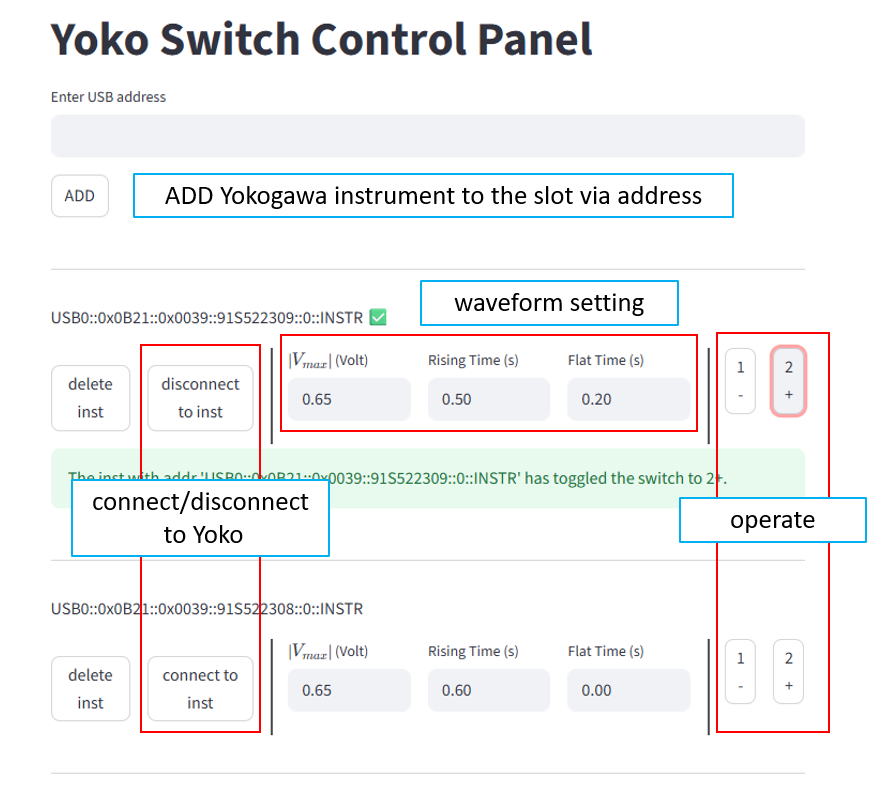 Yoko Switch Control Panel
Enter USB address
ADD
ADD Yokogawa instrument to the slot via address
waveform setting
USB0::0x0B21::0x0039::91S522309::0::INSTR ✅
delete
inst
disconnect
to inst
|Vmax| (Volt)
0.65
Rising Time (s)
0.50
Flat Time (s)
0.20
1
-
2
+
The inst with addr 'USB0::0x0B21::0x0039::91S522309::0::INSTR' has toggled the switch to 2+.
connect/disconnect
to Yoko
operate
USB0::0x0B21::0x0039::91S522308::0::INSTR
delete
inst
connect to
inst
|Vmax| (Volt)
0.65
Rising Time (s)
0.60
Flat Time (s)
0.00
1
-
2
+